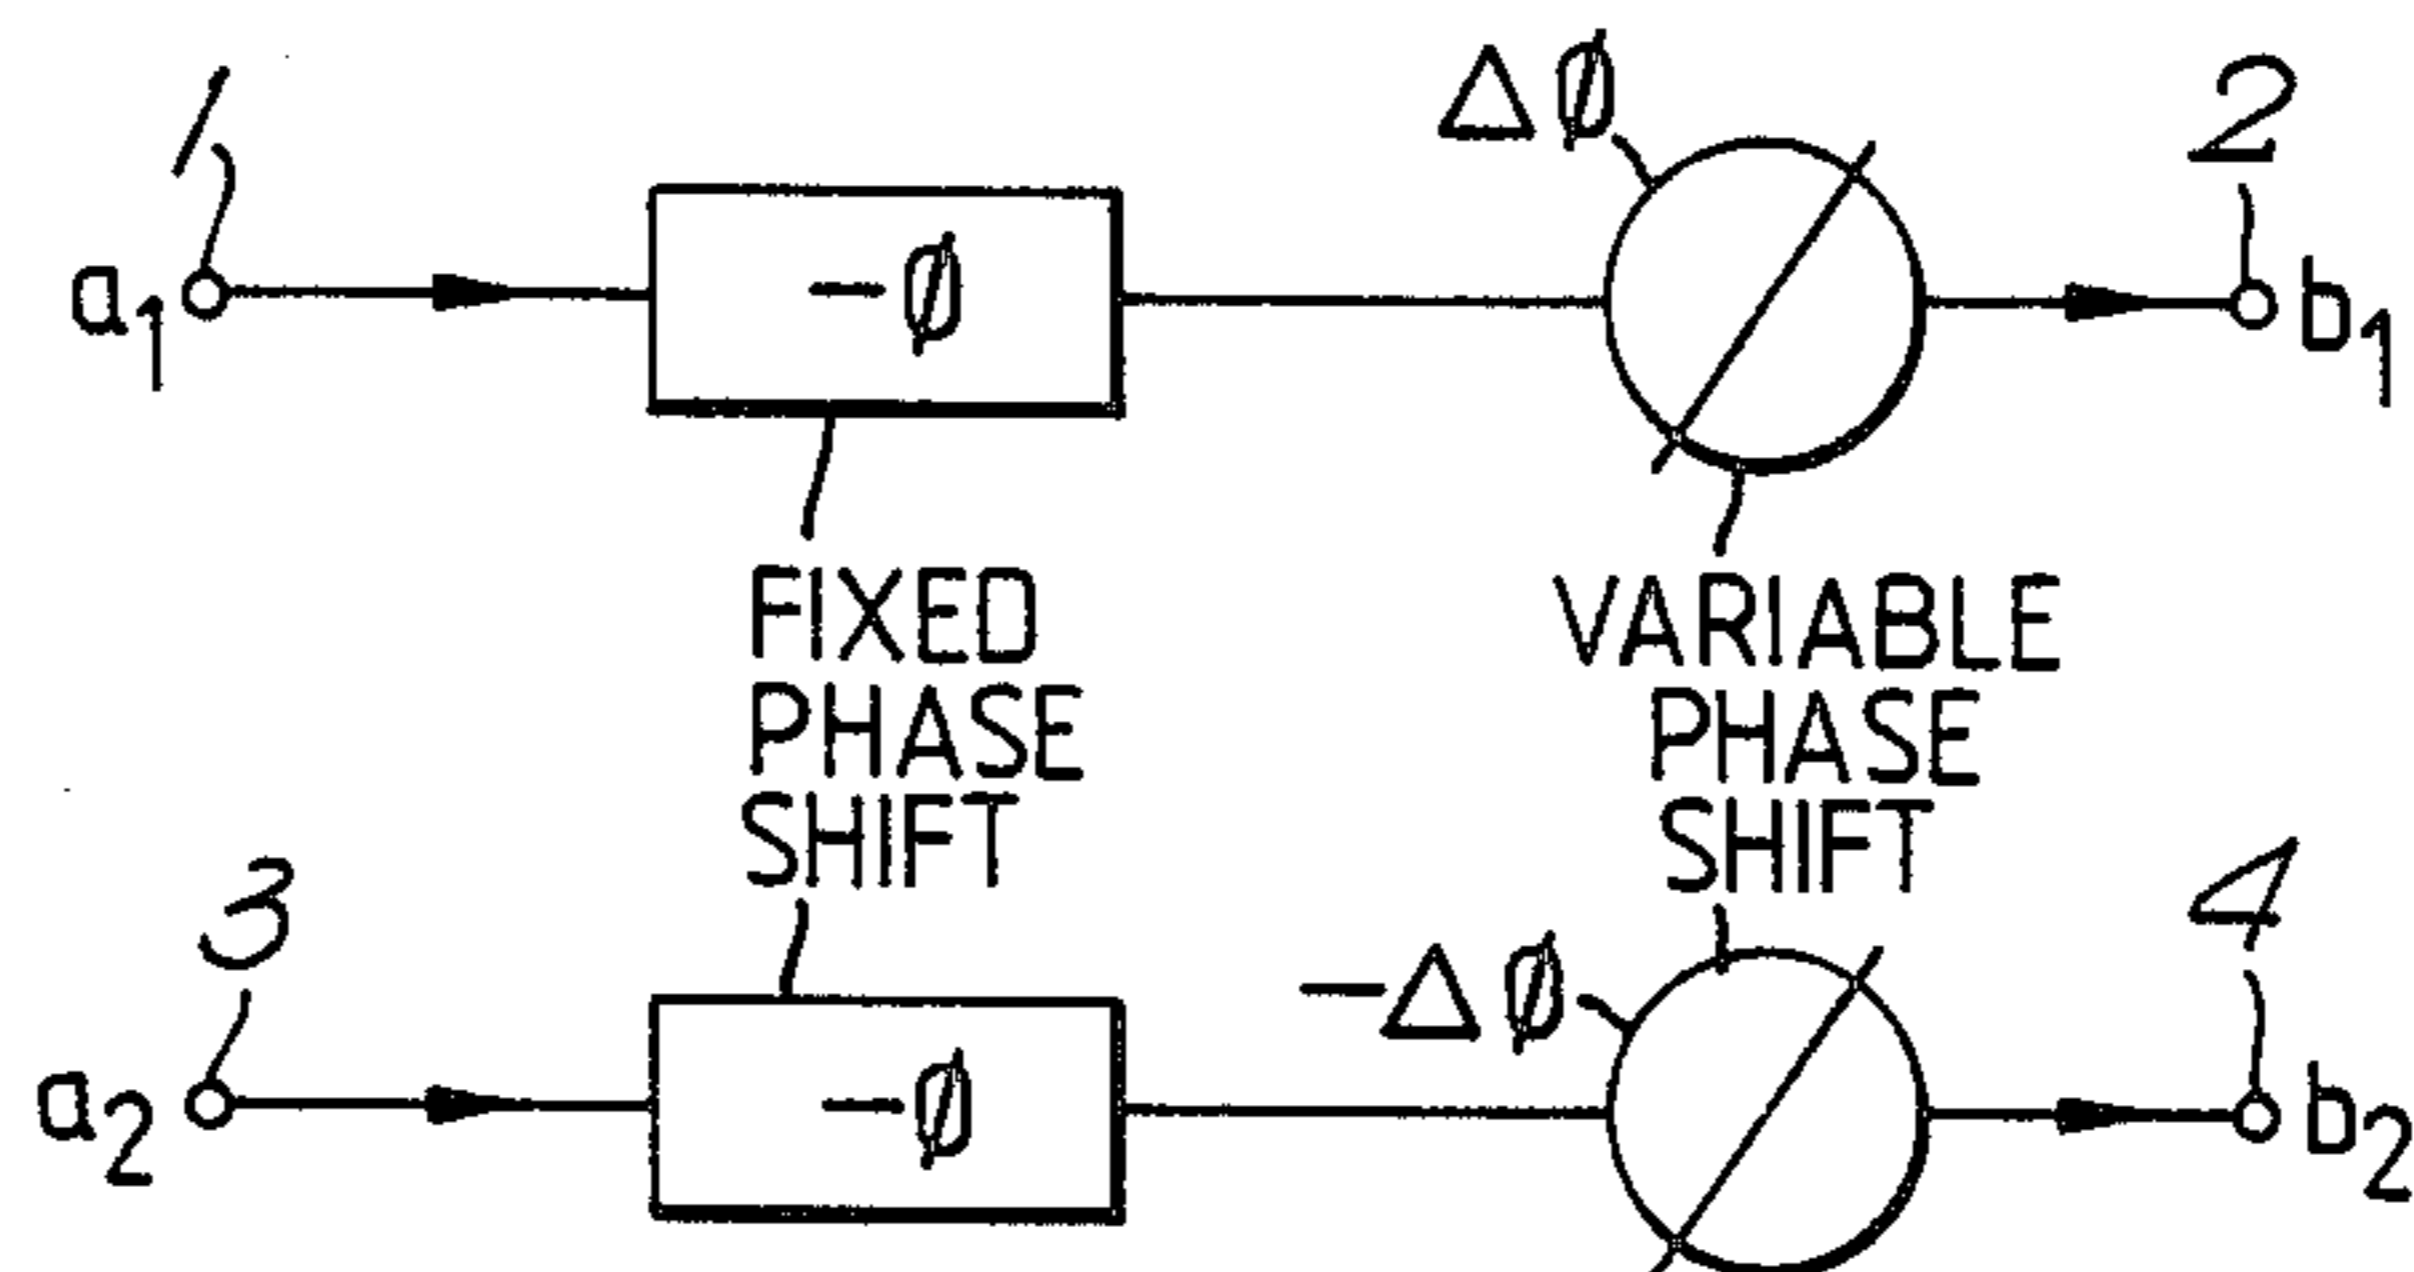 1
ΔØ
2
a1
-Ø
b1
FIXED
PHASE
SHIFT
VARIABLE
PHASE
SHIFT
3
4
-ΔØ
a2
-Ø
b2